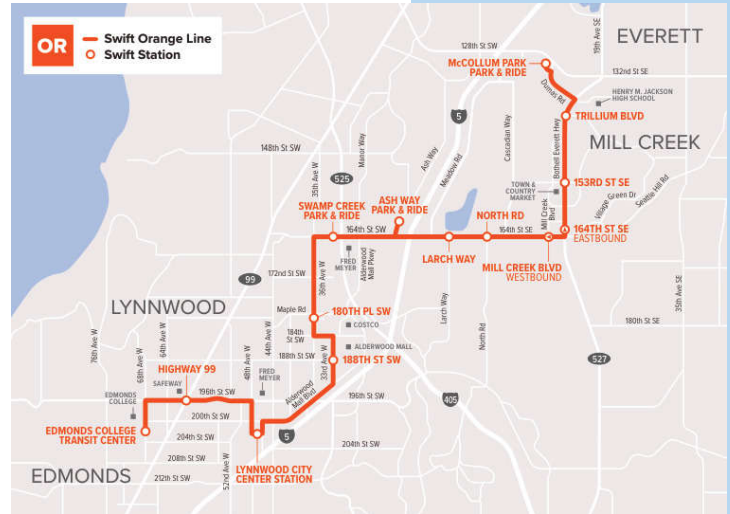 OR
Swift Orange Line
Swift Station
EVERETT
19th Ave SE
128th St SW
McCOLLUM PARK
PARK & RIDE
132nd St SE
Dumas Rd
HENRY M. JACKSON
HIGH SCHOOL
5
TRILLIUM BLVD
Manor Way
Ash Way
Meadow Rd
Cascadian Way
Bothell Everett Hwy
MILL CREEK
148th St SW
35th Ave W
525
153RD ST SE
TOWN &
COUNTRY
MARKET
Village Green Dr
Seattle Hill Rd
SWAMP CREEK
PARK & RIDE
ASH WAY
PARK & RIDE
NORTH RD
Mill Creek
Blvd
164th St SW
164th St SE
164TH ST SE
EASTBOUND
FRED
MEYER
Alderwood
Mall Pkwy
LARCH WAY
MILL CREEK BLVD
WESTBOUND
99
172nd St SW
36th Ave W
35th Ave SE
LYNNWOOD
Maple Rd
180TH PL SW
Larch Way
180th St SE
76th Ave W
68th Ave W
64th Ave W
48th Ave W
44th Ave W
184th
St SW
COSTCO
North Rd
188th St SW
33rd Ave W
ALDERWOOD MALL
188TH ST SW
527
HIGHWAY 99
SAFEWAY
FRED
MEYER
EDMONDS
COLLEGE
196th St SW
Alderwood
Mall Blvd
196th St SW
405
200th St SW
EDMONDS COLLEGE
TRANSIT CENTER
204th St SW
5
204th St SW
208th St SW
52nd Ave W
LYNNWOOD CITY
CENTER STATION
EDMONDS
212th St SW